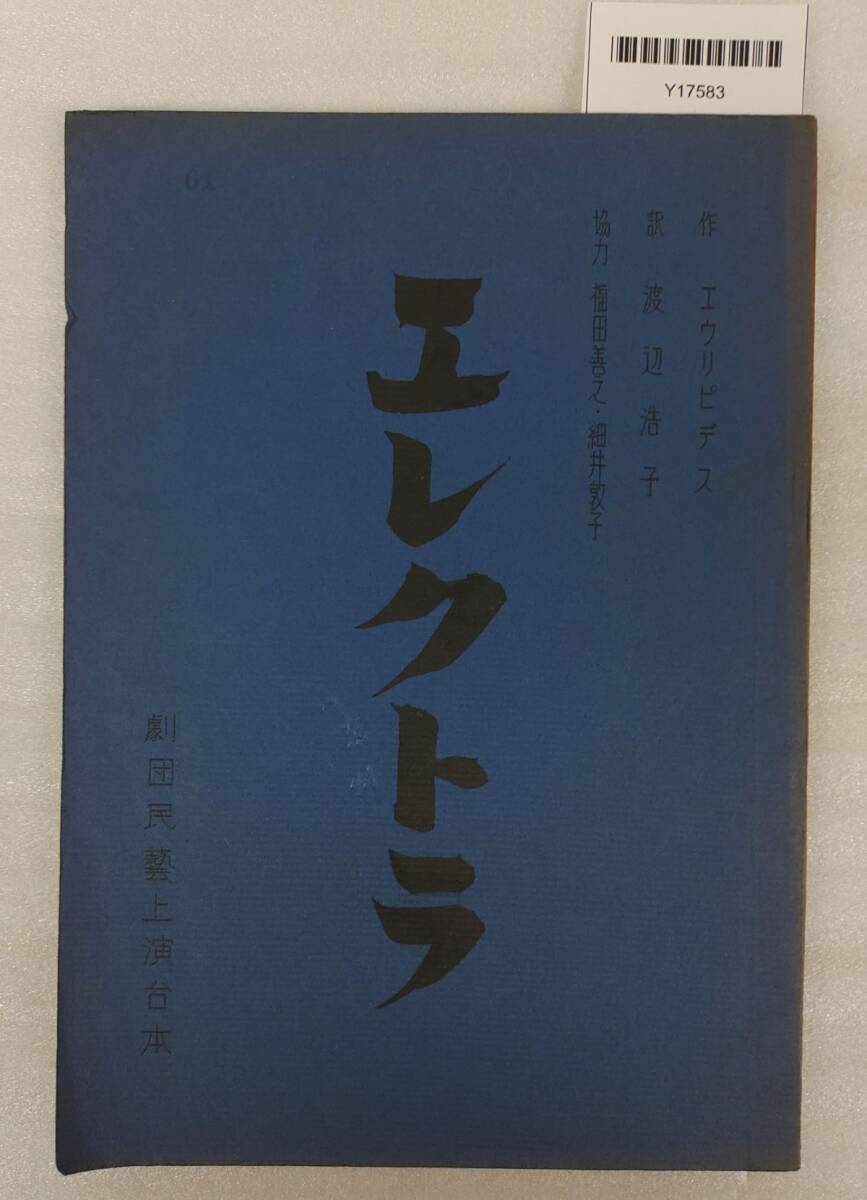 Y17583
作 エウリピデス
訳 渡辺浩子
協力 福田善之・細井敦子
エレクトラ
劇団民藝上演台本